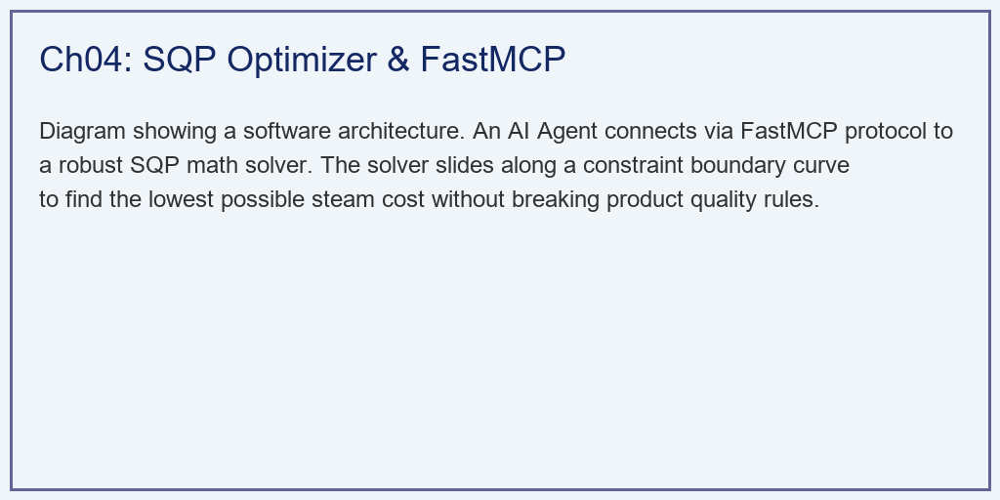 Ch04: SQP Optimizer & FastMCP
Diagram showing a software architecture. An AI Agent connects via FastMCP protocol to
a robust SQP math solver. The solver slides along a constraint boundary curve
to find the lowest possible steam cost without breaking product quality rules.